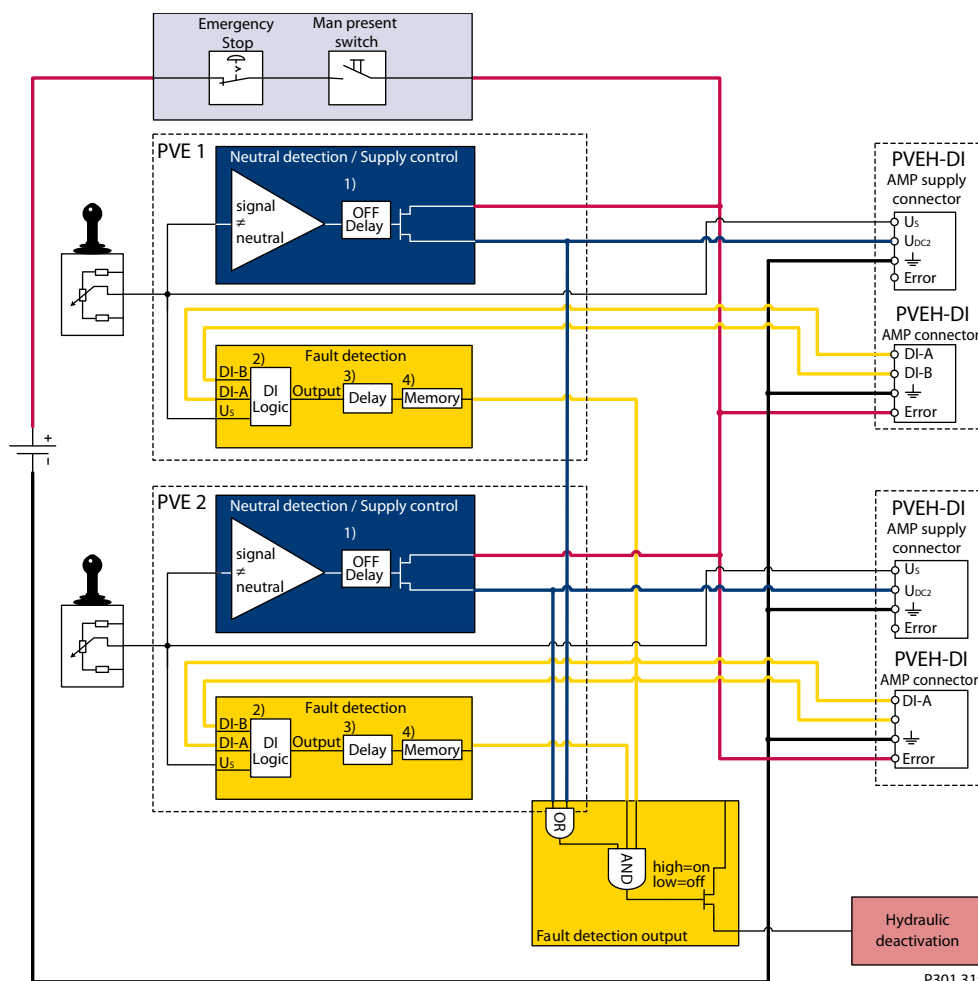 Emergency
Stop
Man present
switch
PVE 1
Neutral detection / Supply control
1)
signal
≠
neutral
OFF
Delay
PVEH-DI
AMP supply
connector
Us
UDC2
Error
Fault detection
2)
3)
4)
DI-B
DI-A
Us
DI
Logic
Output
Delay
Memory
PVEH-DI
AMP connector
DI-A
DI-B
Error
+
–
PVE 2
Neutral detection / Supply control
1)
signal
≠
neutral
OFF
Delay
PVEH-DI
AMP supply
connector
Us
UDC2
Error
Fault detection
2)
3)
4)
DI-B
DI-A
Us
DI
Logic
Output
Delay
Memory
PVEH-DI
AMP connector
DI-A
Error
OR
AND
high=on
low=off
Fault detection output
Hydraulic
deactivation